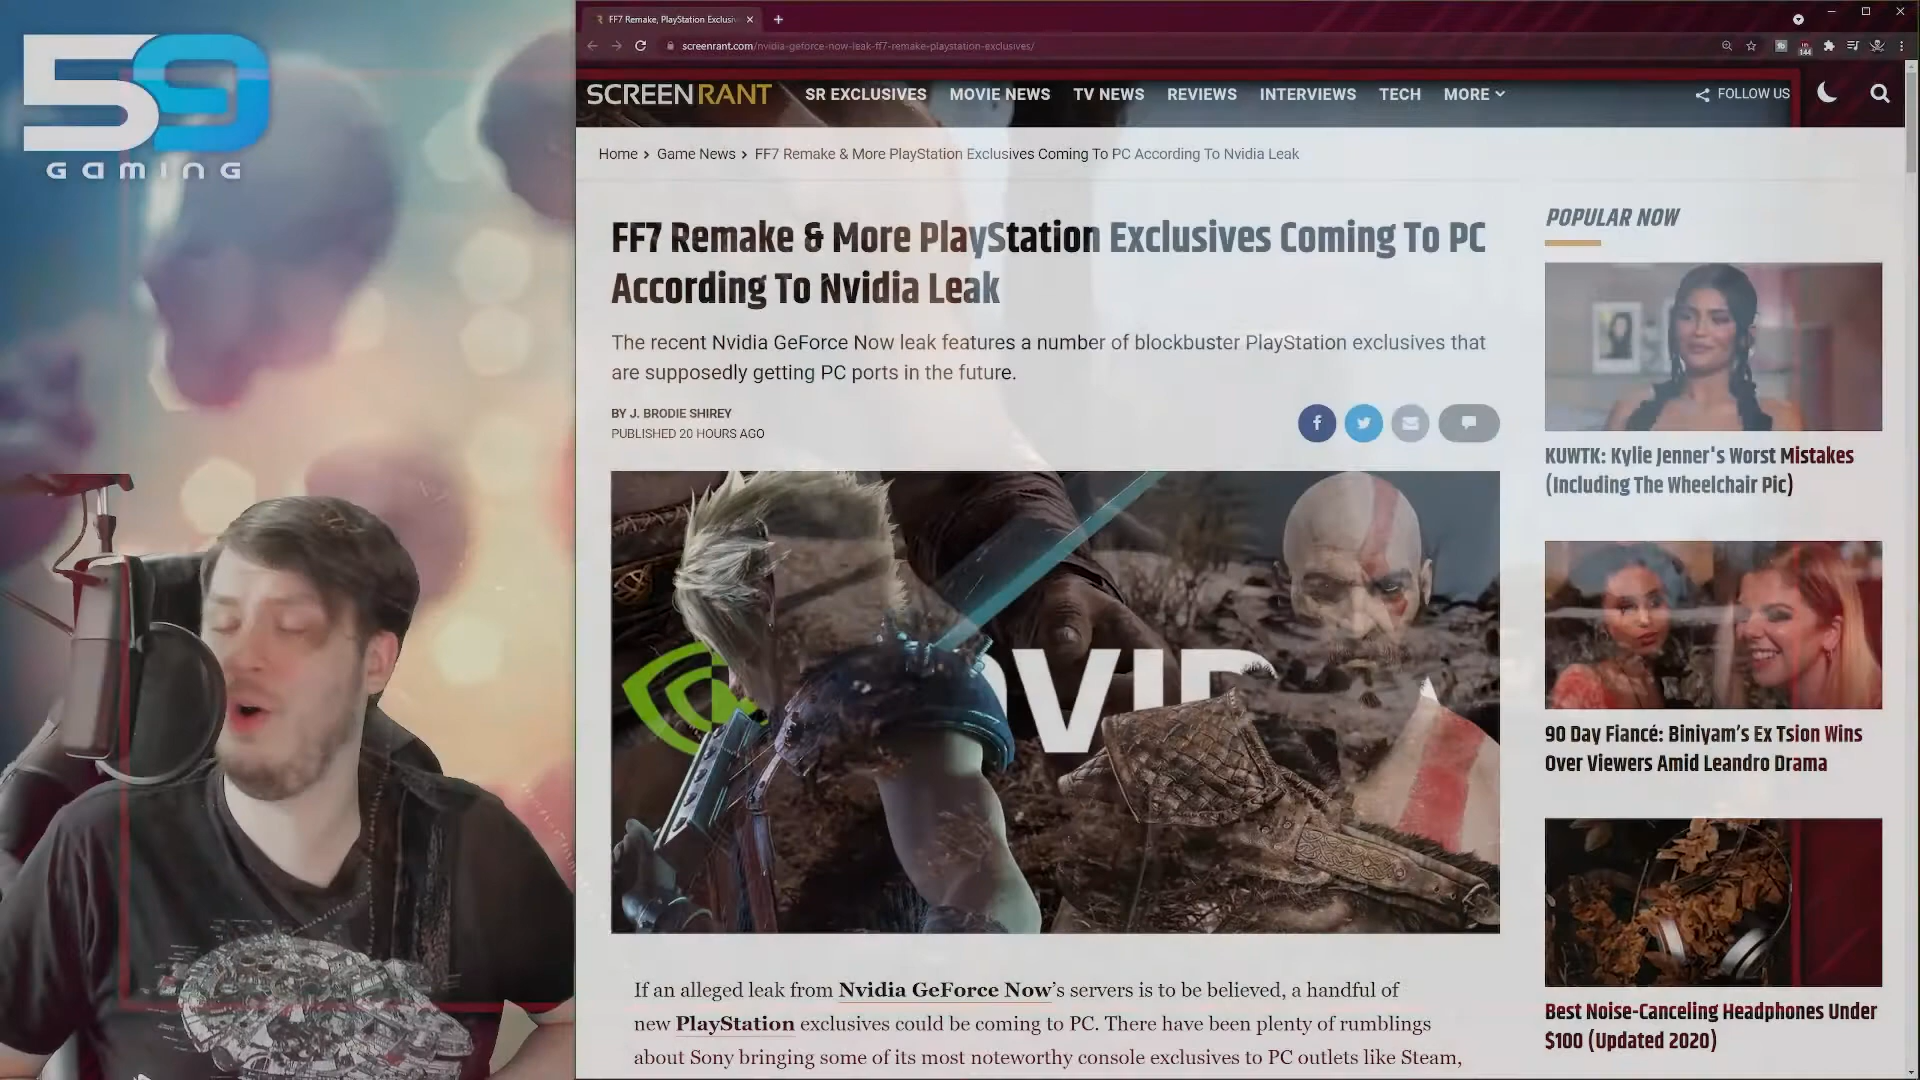 59
GAMING
FF7 Remake, PlayStation Exclusiv
screenrant.com/nvidia-geforce-now-leak-ff7-remake-playstation-exclusives/
144
SCREENRANT
SR EXCLUSIVES
MOVIE NEWS
TV NEWS
REVIEWS
INTERVIEWS
TECH
MORE
FOLLOW US
Home > Game News > FF7 Remake & More PlayStation Exclusives Coming To PC According To Nvidia Leak
FF7 Remake & More PlayStation Exclusives Coming To PC
According To Nvidia Leak
The recent Nvidia GeForce Now leak features a number of blockbuster PlayStation exclusives that
are supposedly getting PC ports in the future.
BY J. BRODIE SHIREY
PUBLISHED 20 HOURS AGO
VID
If an alleged leak from Nvidia GeForce Now's servers is to be believed, a handful of
new PlayStation exclusives could be coming to PC. There have been plenty of rumblings
about Sony bringing some of its most noteworthy console exclusives to PC outlets like Steam,
POPULAR NOW
KUWTK: Kylie Jenner's Worst Mistakes
(Including The Wheelchair Pic)
90 Day Fiancé: Biniyam's Ex Tsion Wins
Over Viewers Amid Leandro Drama
Best Noise-Canceling Headphones Under
$100 (Updated 2020)